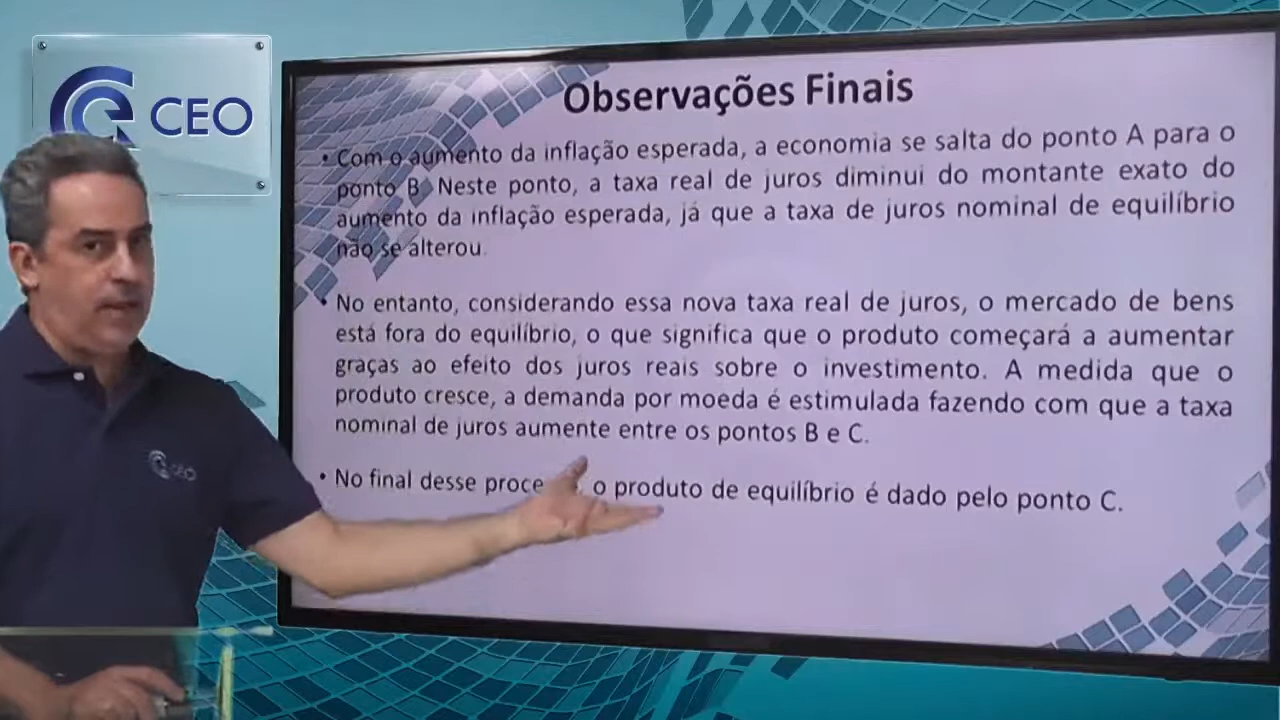 CEO
Observações Finais
• Com o aumento da inflação esperada, a economia se salta do ponto A para o
ponto B. Neste ponto, a taxa real de juros diminui do montante exato do
aumento da inflação esperada, já que a taxa de juros nominal de equilíbrio
não se alterou.
• No entanto, considerando essa nova taxa real de juros, o mercado de bens
está fora do equilíbrio, o que significa que o produto começará a aumentar
graças ao efeito dos juros reais sobre o investimento. A medida que o
produto cresce, a demanda por moeda é estimulada fazendo com que a taxa
nominal de juros aumente entre os pontos B e C.
• No final desse o produto de equilíbrio é dado pelo ponto C.
CEO